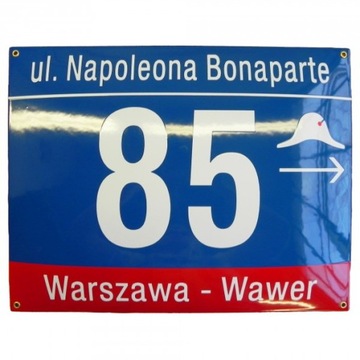 ul. Napoleona Bonaparte
85
Warszawa - Wawer